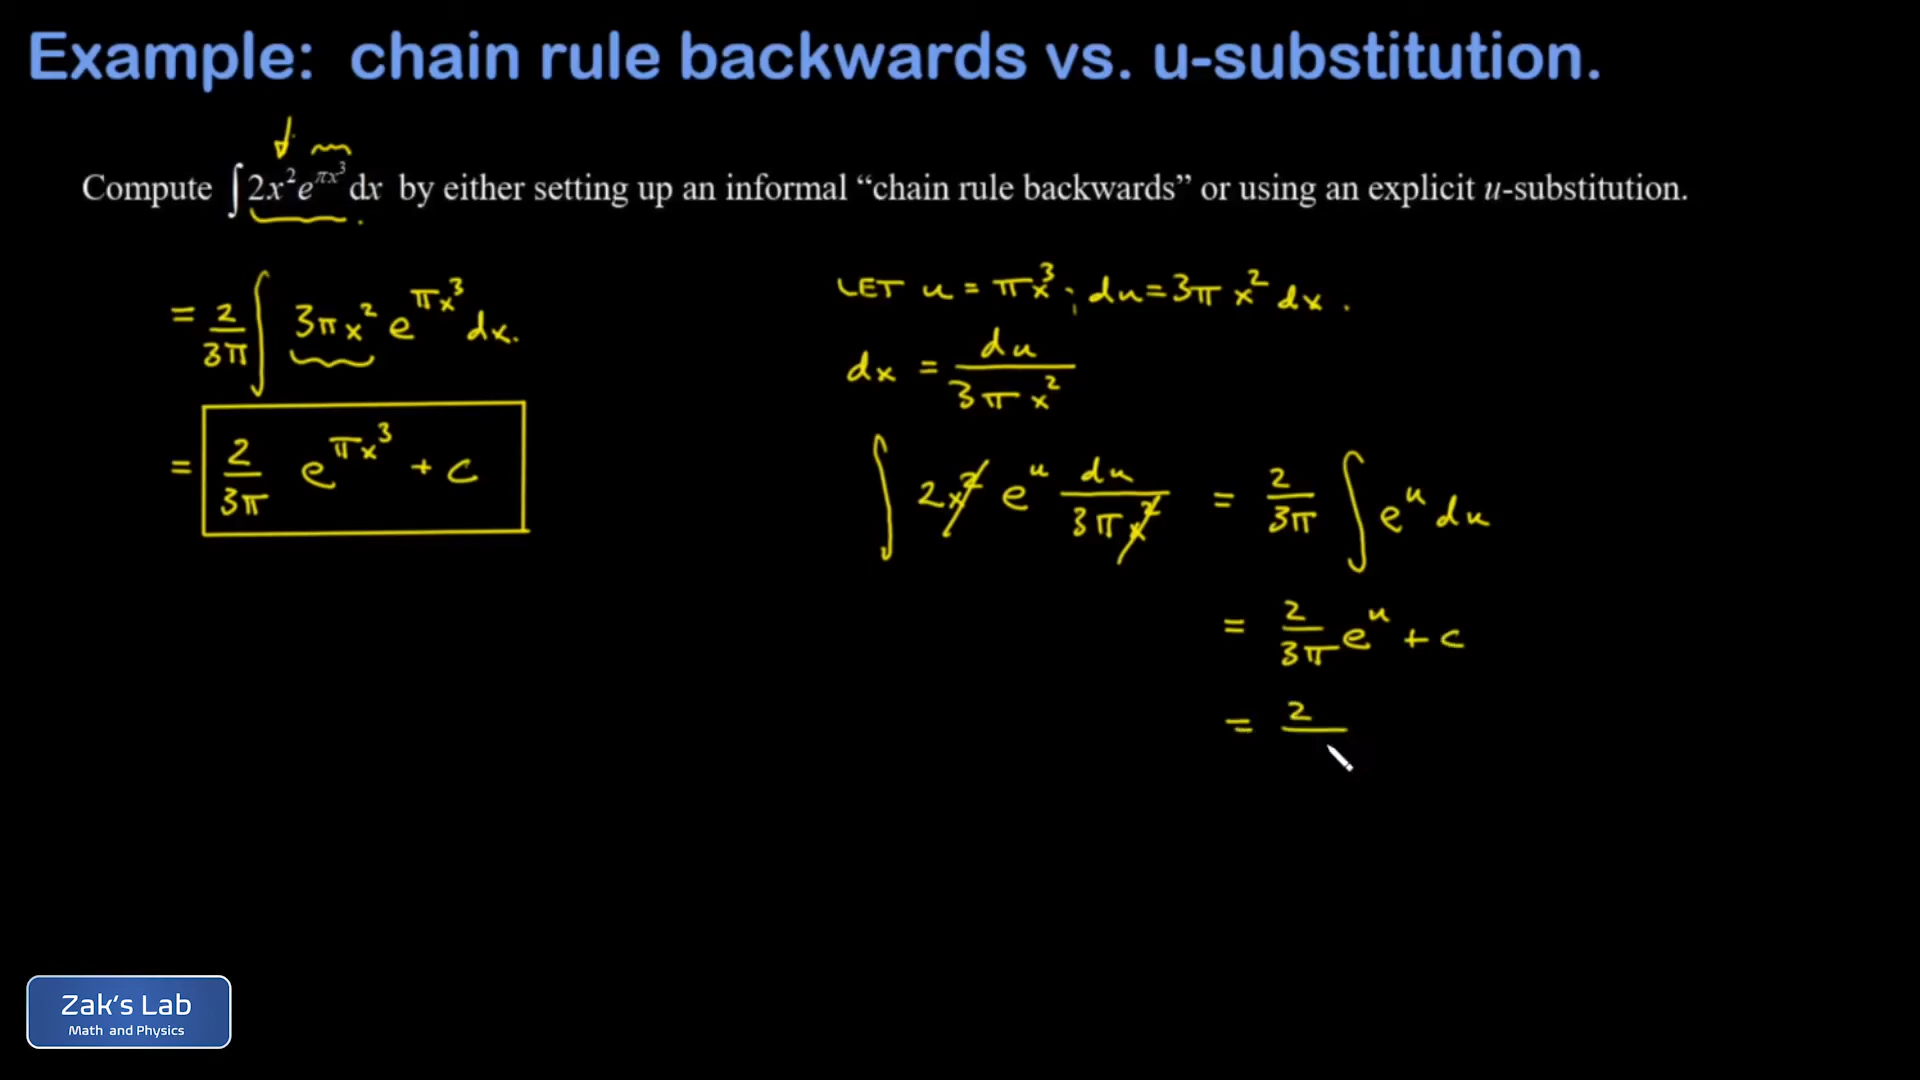 Example: chain rule backwards vs. u-substitution.
Compute ∫2x²e^{πx³}dx by either setting up an informal “chain rule backwards” or using an explicit u-substitution.
= 2/3π ∫ 3πx² e^{πx³} dx.
= 2/3π e^{πx³} + c
LET u = πx³; du = 3πx² dx.
dx = du/3πx²
∫ 2x² e^u du/3πx² = 2/3π ∫ e^u du
= 2/3π e^u + c
= 2
Zak's Lab
Math and Physics